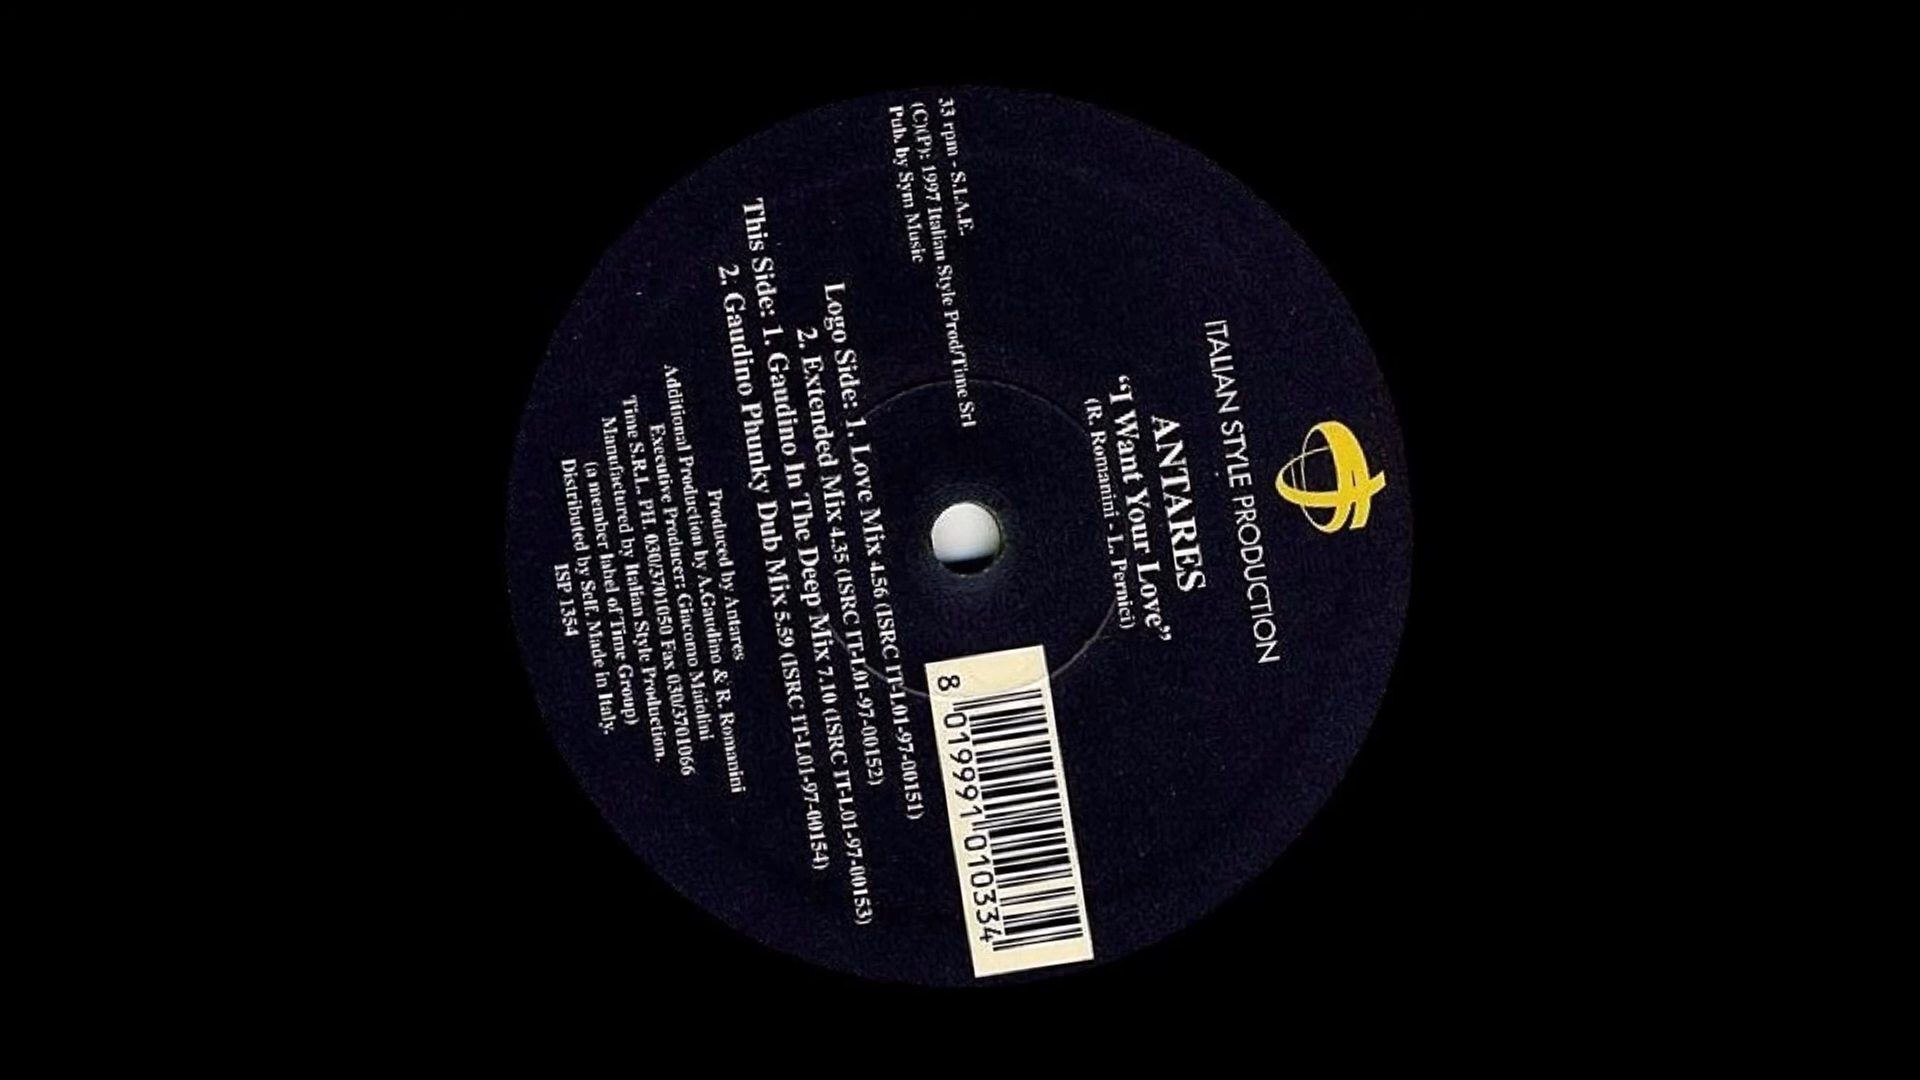 ITALIAN STYLE PRODUCTION
ANTARES
“I Want Your Love”
(R. Romanini - L. Pernici)
33 rpm - S.I.A.E.
(C)(P): 1997 Italian Style Prod/Time Srl
Pub. by Sym Music
8 019991 010334
Logo Side: 1. Love Mix 4.56 (ISRC IT-L01-97-00151)
2. Extended Mix 4.35 (ISRC IT-L01-97-00152)
This Side: 1. Gaudino In The Deep Mix 7.10 (ISRC IT-L01-97-00153)
2. Gaudino Phunky Dub Mix 5.59 (ISRC IT-L01-97-00154)
Produced by Antares
Additional Production by A.Gaudino & R. Romanini
Executive Producer: Giacomo Maiolini
Time S.R.L. PH. 030/3701050 Fax 030/3701066
Manufactured by Italian Style Production.
(a member label of Time Group)
Distributed by Self. Made in Italy.
ISP 1354